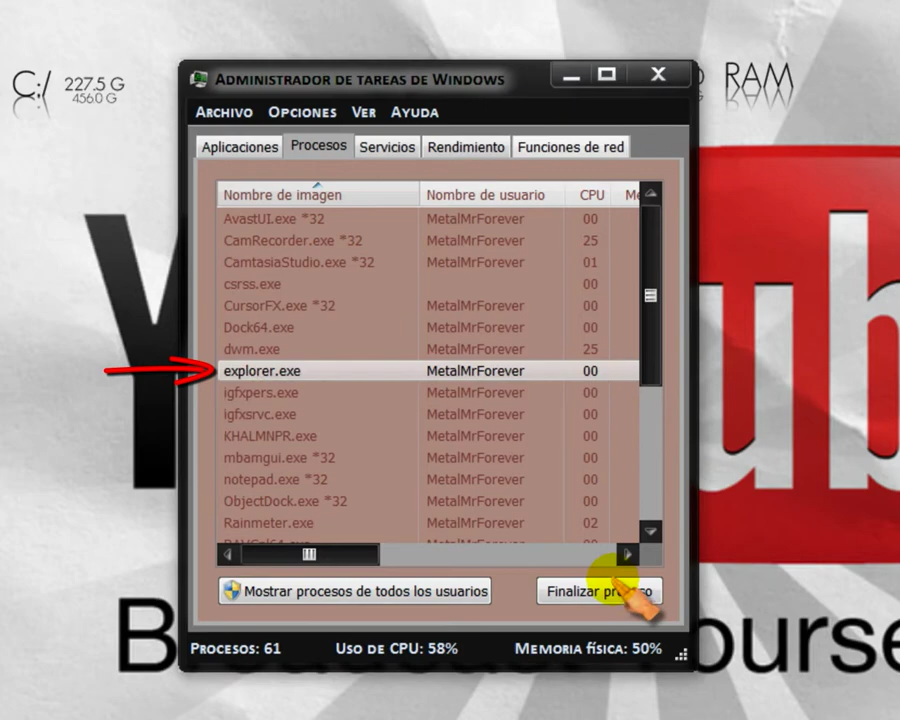 C:/ 227.5 G
456.0 G
RAM
Administrador de tareas de Windows
Archivo Opciones Ver Ayuda
Aplicaciones Procesos Servicios Rendimiento Funciones de red
Nombre de imagen Nombre de usuario CPU
AvastUI.exe *32 MetalMrForever 00
CamRecorder.exe *32 MetalMrForever 25
CamtasiaStudio.exe *32 MetalMrForever 01
csrss.exe 00
CursorFX.exe *32 MetalMrForever 00
Dock64.exe MetalMrForever 00
dwm.exe MetalMrForever 25
explorer.exe MetalMrForever 00
igfxpers.exe MetalMrForever 00
igfxsrvc.exe MetalMrForever 00
KHALMNPR.exe MetalMrForever 00
mbamgui.exe *32 MetalMrForever 00
notepad.exe *32 MetalMrForever 00
ObjectDock.exe *32 MetalMrForever 00
Rainmeter.exe MetalMrForever 02
Mostrar procesos de todos los usuarios Finalizar proceso
Procesos: 61 Uso de CPU: 58% Memoria física: 50%